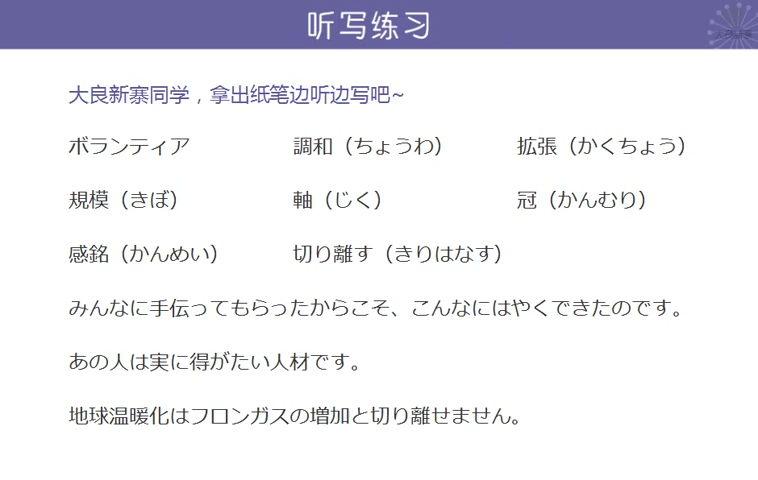 听写练习
大良新寨同学，拿出纸笔边听边写吧~
ボランティア 調和（ちょうわ） 拡張（かくちょう）
規模（きぼ） 軸（じく） 冠（かんむり）
感銘（かんめい） 切り離す（きりはなす）
みんなに手伝ってもらったからこそ、こんなにはやくできたのです。
あの人は実に得がたい人材です。
地球温暖化はフロンガスの増加と切り離せません。